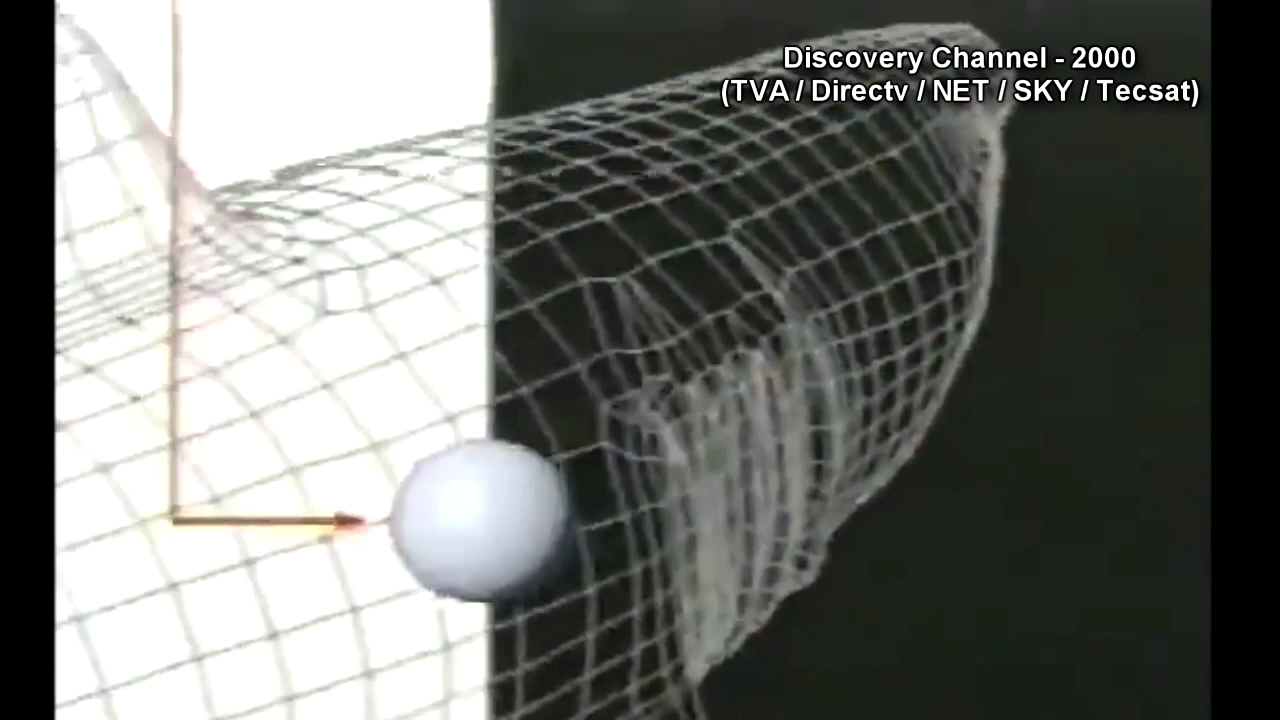 Discovery Channel - 2000
(TVA / Directv / NET / SKY / Tecsat)